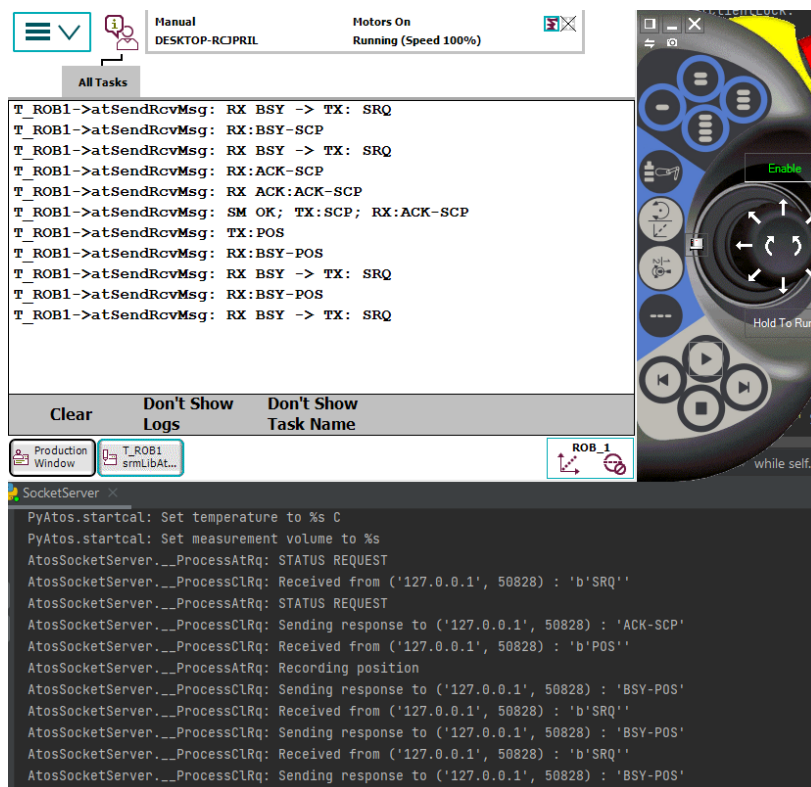 Manual
DESKTOP-RCJPRIL
Motors On
Running (Speed 100%)
All Tasks
T_ROB1->atSendRcvMsg: RX BSY -> TX: SRQ
T_ROB1->atSendRcvMsg: RX:BSY-SCP
T_ROB1->atSendRcvMsg: RX BSY -> TX: SRQ
T_ROB1->atSendRcvMsg: RX:ACK-SCP
T_ROB1->atSendRcvMsg: RX ACK:ACK-SCP
T_ROB1->atSendRcvMsg: SM OK; TX:SCP; RX:ACK-SCP
T_ROB1->atSendRcvMsg: TX:POS
T_ROB1->atSendRcvMsg: RX:BSY-POS
T_ROB1->atSendRcvMsg: RX BSY -> TX: SRQ
T_ROB1->atSendRcvMsg: RX:BSY-POS
T_ROB1->atSendRcvMsg: RX BSY -> TX: SRQ
Clear
Don't Show
Logs
Don't Show
Task Name
Production
Window
T_ROB1
srmLibAt...
ROB_1
Enable
Hold To Run
while self.
SocketServer
PyAtos.startcal: Set temperature to %s C
PyAtos.startcal: Set measurement volume to %s
AtosSocketServer.__ProcessAtRq: STATUS REQUEST
AtosSocketServer.__ProcessClRq: Received from ('127.0.0.1', 50828) : 'b'SRQ''
AtosSocketServer.__ProcessAtRq: STATUS REQUEST
AtosSocketServer.__ProcessClRq: Sending response to ('127.0.0.1', 50828) : 'ACK-SCP'
AtosSocketServer.__ProcessClRq: Received from ('127.0.0.1', 50828) : 'b'POS''
AtosSocketServer.__ProcessAtRq: Recording position
AtosSocketServer.__ProcessClRq: Sending response to ('127.0.0.1', 50828) : 'BSY-POS'
AtosSocketServer.__ProcessClRq: Received from ('127.0.0.1', 50828) : 'b'SRQ''
AtosSocketServer.__ProcessClRq: Sending response to ('127.0.0.1', 50828) : 'BSY-POS'
AtosSocketServer.__ProcessClRq: Received from ('127.0.0.1', 50828) : 'b'SRQ''
AtosSocketServer.__ProcessClRq: Sending response to ('127.0.0.1', 50828) : 'BSY-POS'